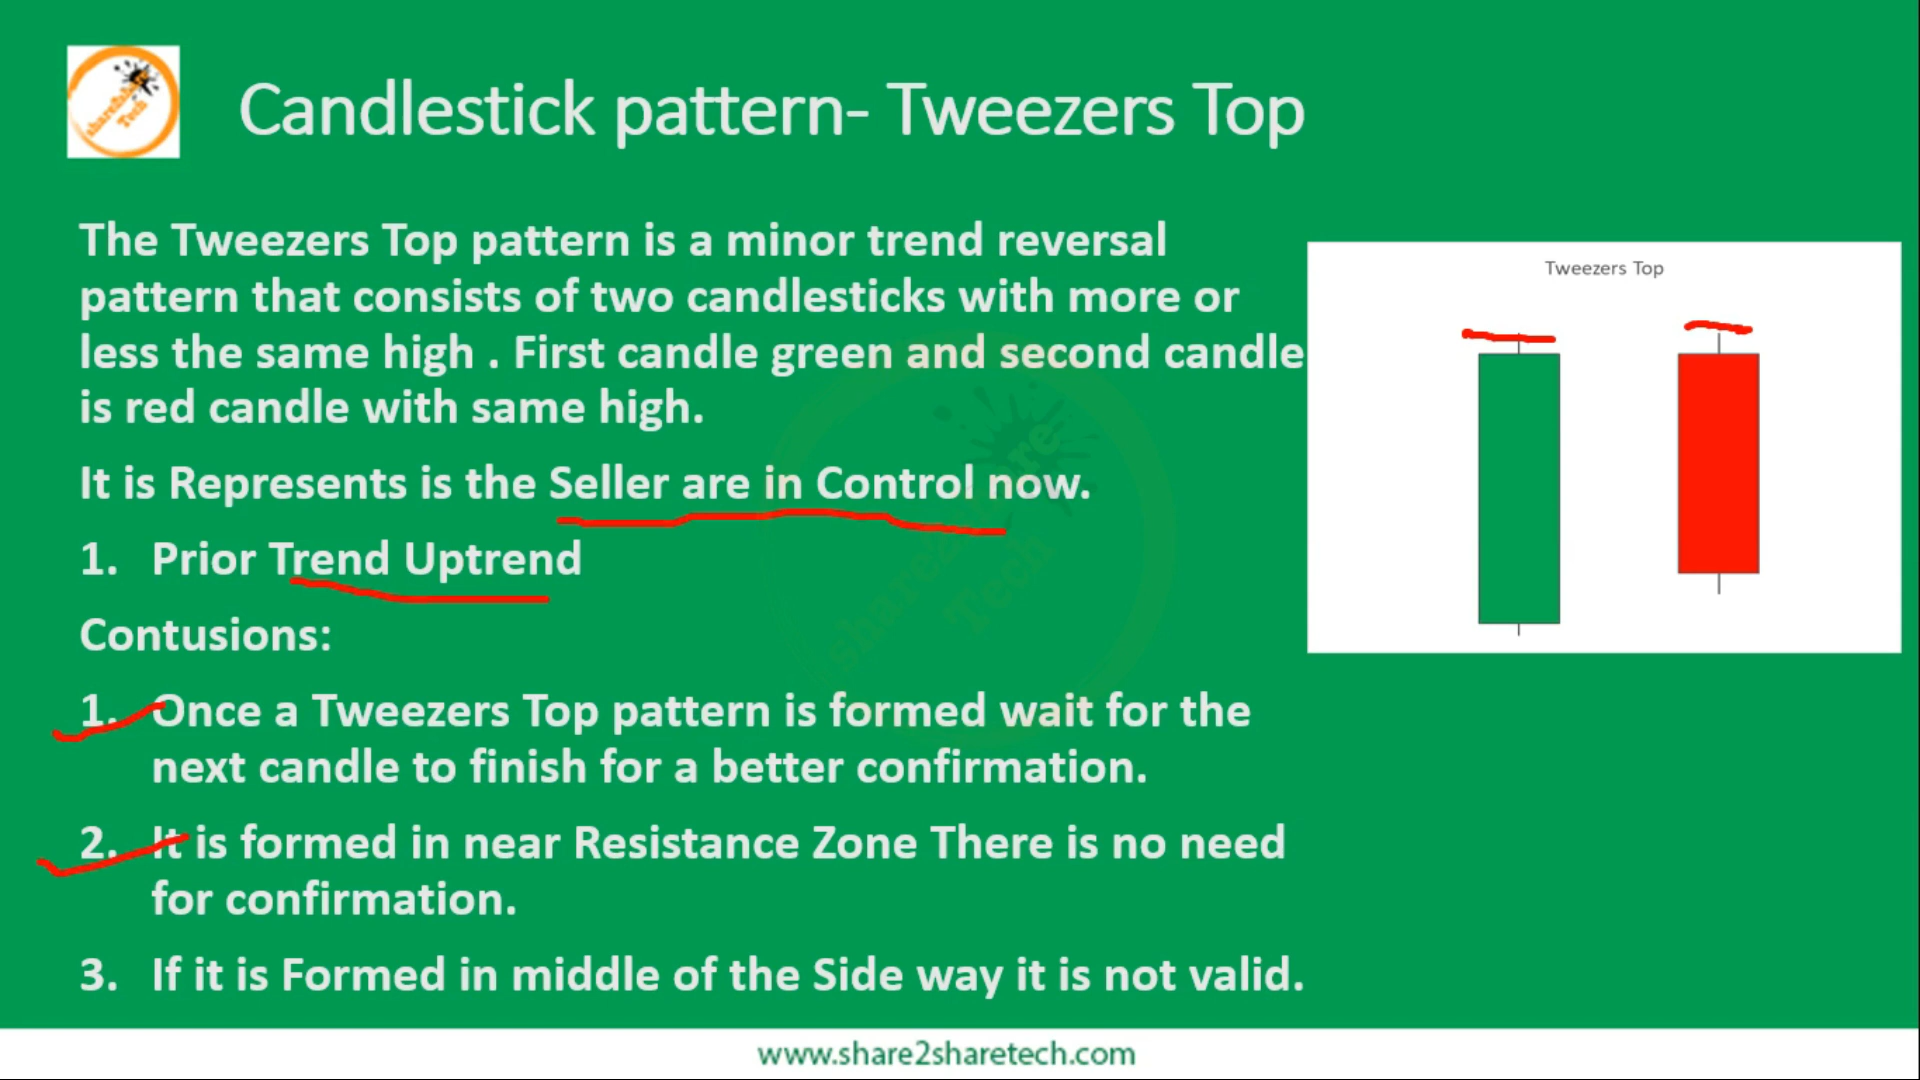 share2share
Tech
Candlestick pattern- Tweezers Top
The Tweezers Top pattern is a minor trend reversal
pattern that consists of two candlesticks with more or
less the same high . First candle green and second candle
is red candle with same high.
It is Represents is the Seller are in Control now.
1. Prior Trend Uptrend
Contusions:
1. Once a Tweezers Top pattern is formed wait for the
next candle to finish for a better confirmation.
2. It is formed in near Resistance Zone There is no need
for confirmation.
3. If it is Formed in middle of the Side way it is not valid.
Tweezers Top
share2share
Tech
www.share2sharetech.com